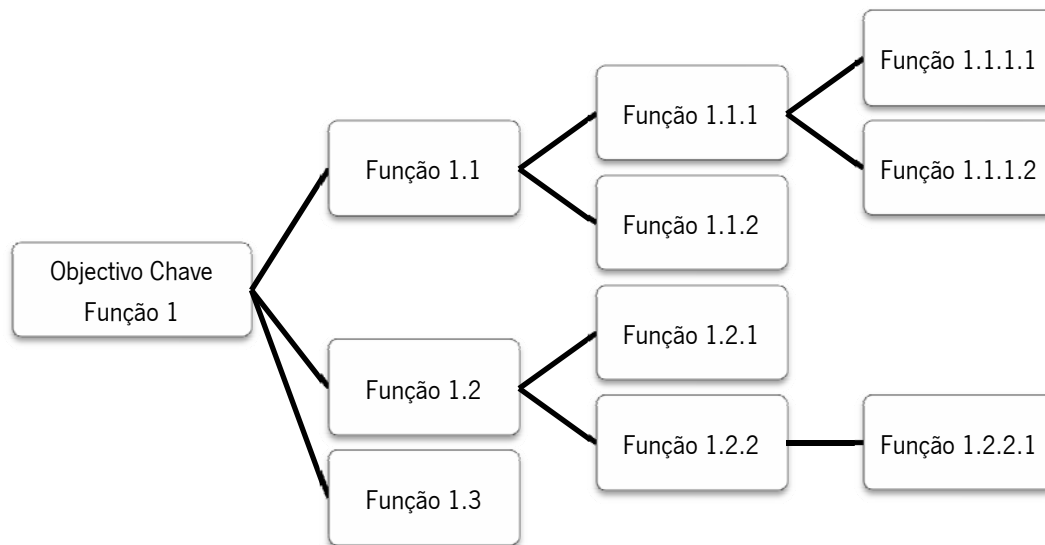 Objectivo Chave
Função 1
Função 1.1
Função 1.2
Função 1.3
Função 1.1.1
Função 1.1.2
Função 1.2.1
Função 1.2.2
Função 1.1.1.1
Função 1.1.1.2
Função 1.2.2.1